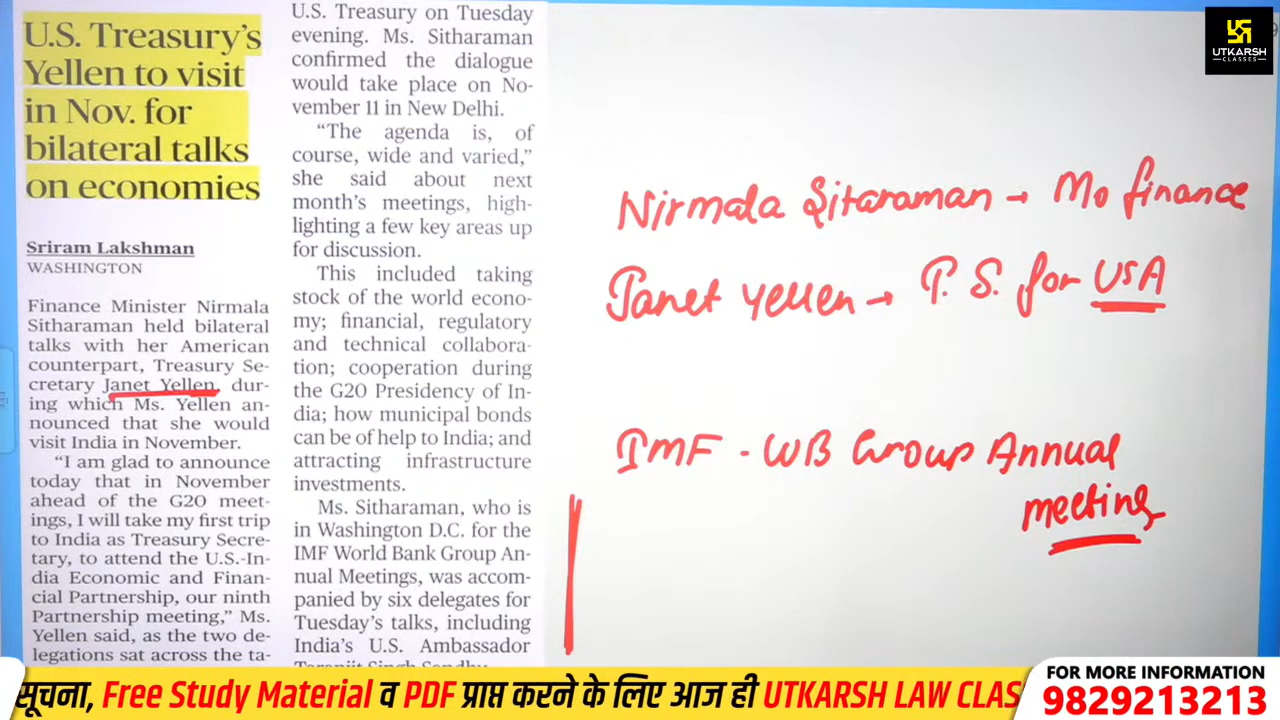 U.S. Treasury's
Yellen to visit
in Nov. for
bilateral talks
on economies
Sriram Lakshman
WASHINGTON
Finance Minister Nirmala
Sitharaman held bilateral
talks with her American
counterpart, Treasury Se-
cretary Janet Yellen, dur-
ing which Ms. Yellen an-
nounced that she would
visit India in November.
"I am glad to announce
today that in November
ahead of the G20 meet-
ings, I will take my first trip
to India as Treasury Secre-
tary, to attend the U.S.-In-
dia Economic and Finan-
cial Partnership, our ninth
Partnership meeting," Ms.
Yellen said, as the two de-
legations sat across the ta-
U.S. Treasury on Tuesday
evening. Ms. Sitharaman
confirmed the dialogue
would take place on No-
vember 11 in New Delhi.
"The agenda is, of
course, wide and varied,"
she said about next
month's meetings, high-
lighting a few key areas up
for discussion.
This included taking
stock of the world econo-
my; financial, regulatory
and technical collabora-
tion; cooperation during
the G20 Presidency of In-
dia; how municipal bonds
can be of help to India; and
attracting infrastructure
investments.
Ms. Sitharaman, who is
in Washington D.C. for the
IMF World Bank Group An-
nual Meetings, was accom-
panied by six delegates for
Tuesday's talks, including
India's U.S. Ambassador
Taranjit Singh Sandhu
Nirmala Sitaraman → Mo finance
Janet Yellen → T. S. for USA
IMF - WB Group Annual
meeting
UTKARSH
CLASSES
सूचना, Free Study Material व PDF प्राप्त करने के लिए आज ही UTKARSH LAW CLAS
FOR MORE INFORMATION
9829213213